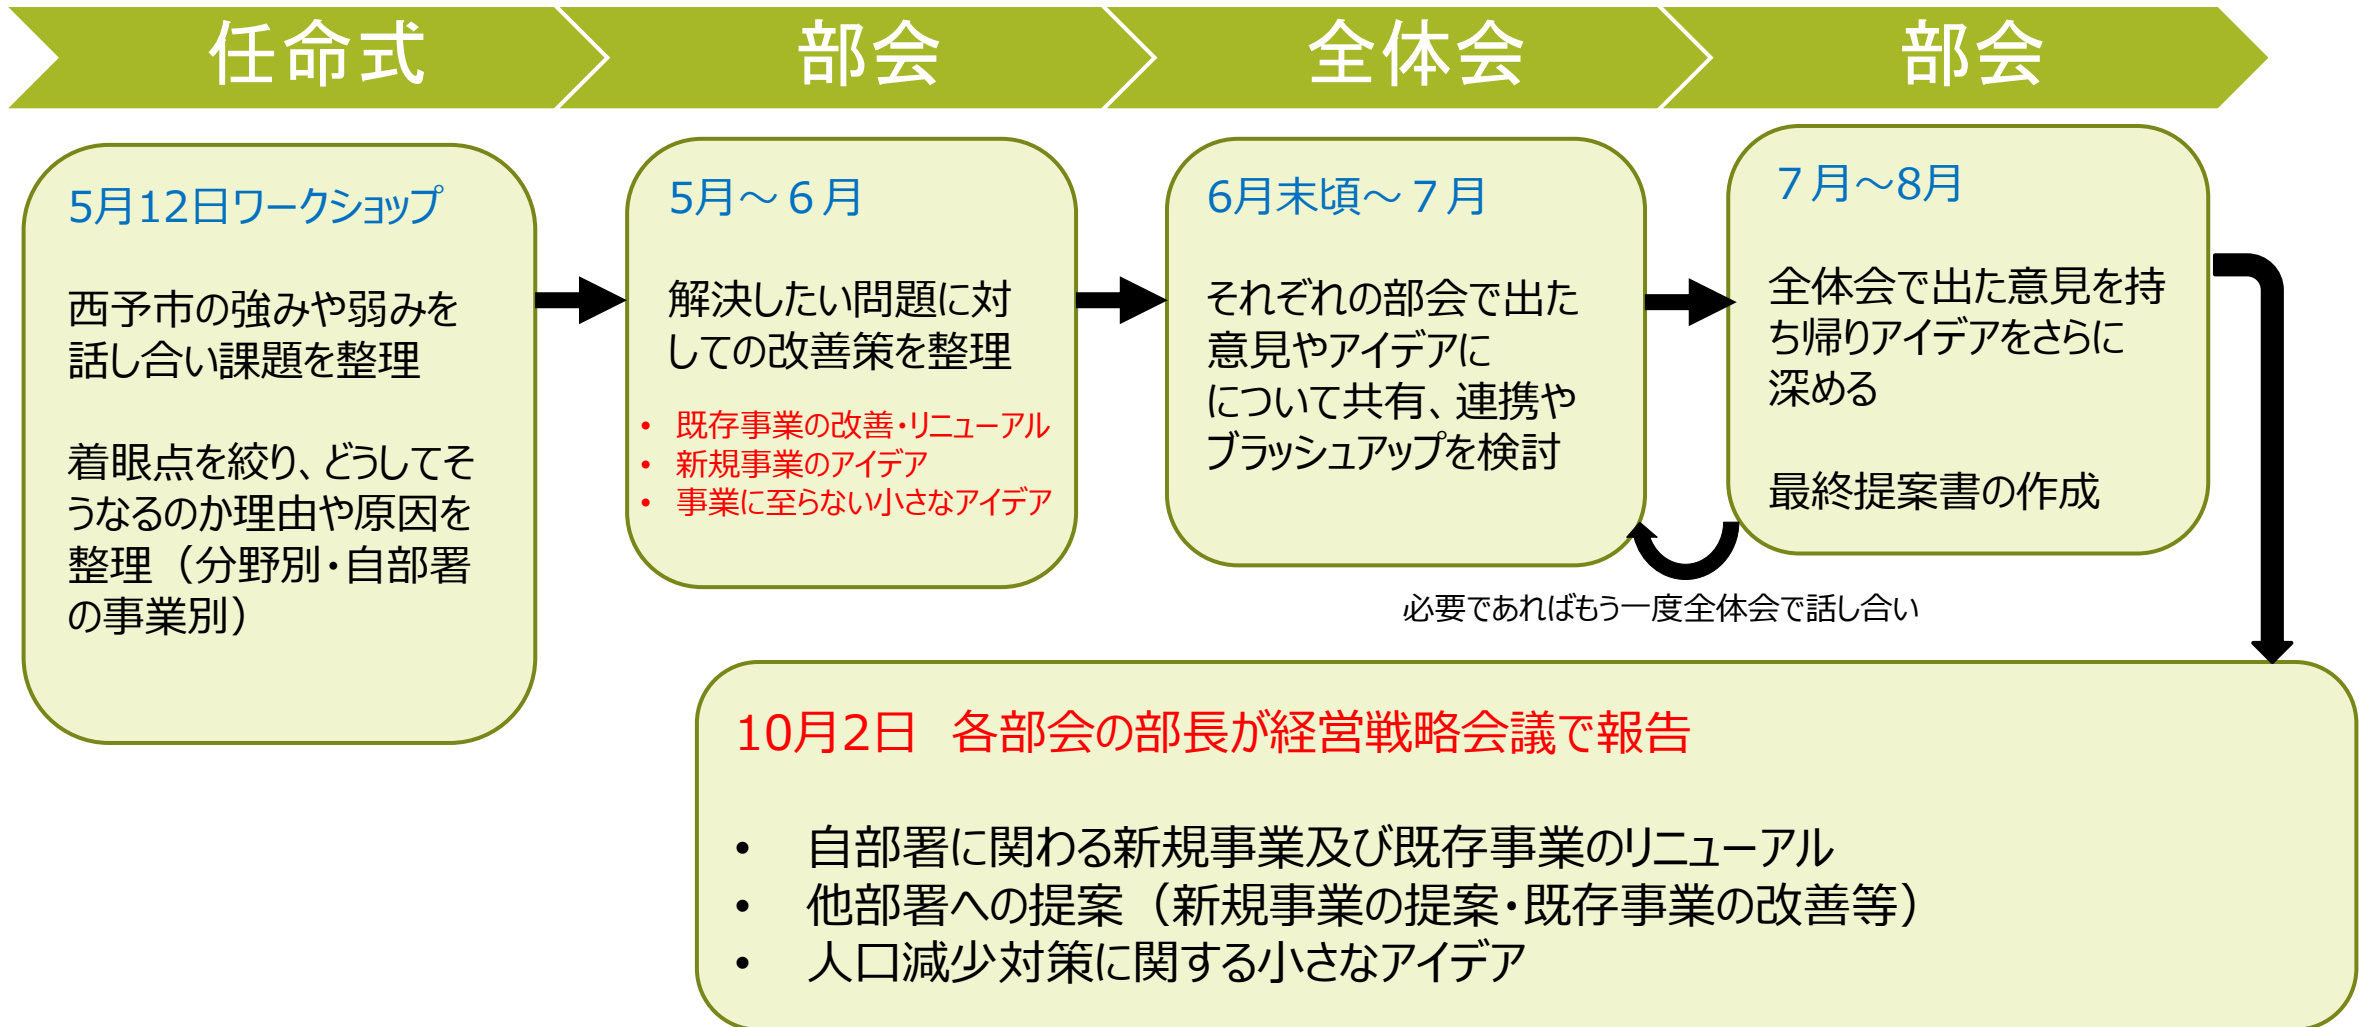 任命式
部会
全体会
部会
5月12日ワークショップ
西予市の強みや弱みを
話し合い課題を整理
着眼点を絞り、どうしてそ
うなるのか理由や原因を
整理（分野別・自部署
の事業別）
5月～６月
解決したい問題に対
しての改善策を整理
• 既存事業の改善・リニューアル
• 新規事業のアイデア
• 事業に至らない小さなアイデア
6月末頃～７月
それぞれの部会で出た
意見やアイデアに
について共有、連携や
ブラッシュアップを検討
７月～8月
全体会で出た意見を持
ち帰りアイデアをさらに
深める
最終提案書の作成
必要であればもう一度全体会で話し合い
10月2日　各部会の部長が経営戦略会議で報告
• 自部署に関わる新規事業及び既存事業のリニューアル
• 他部署への提案（新規事業の提案・既存事業の改善等）
• 人口減少対策に関する小さなアイデア